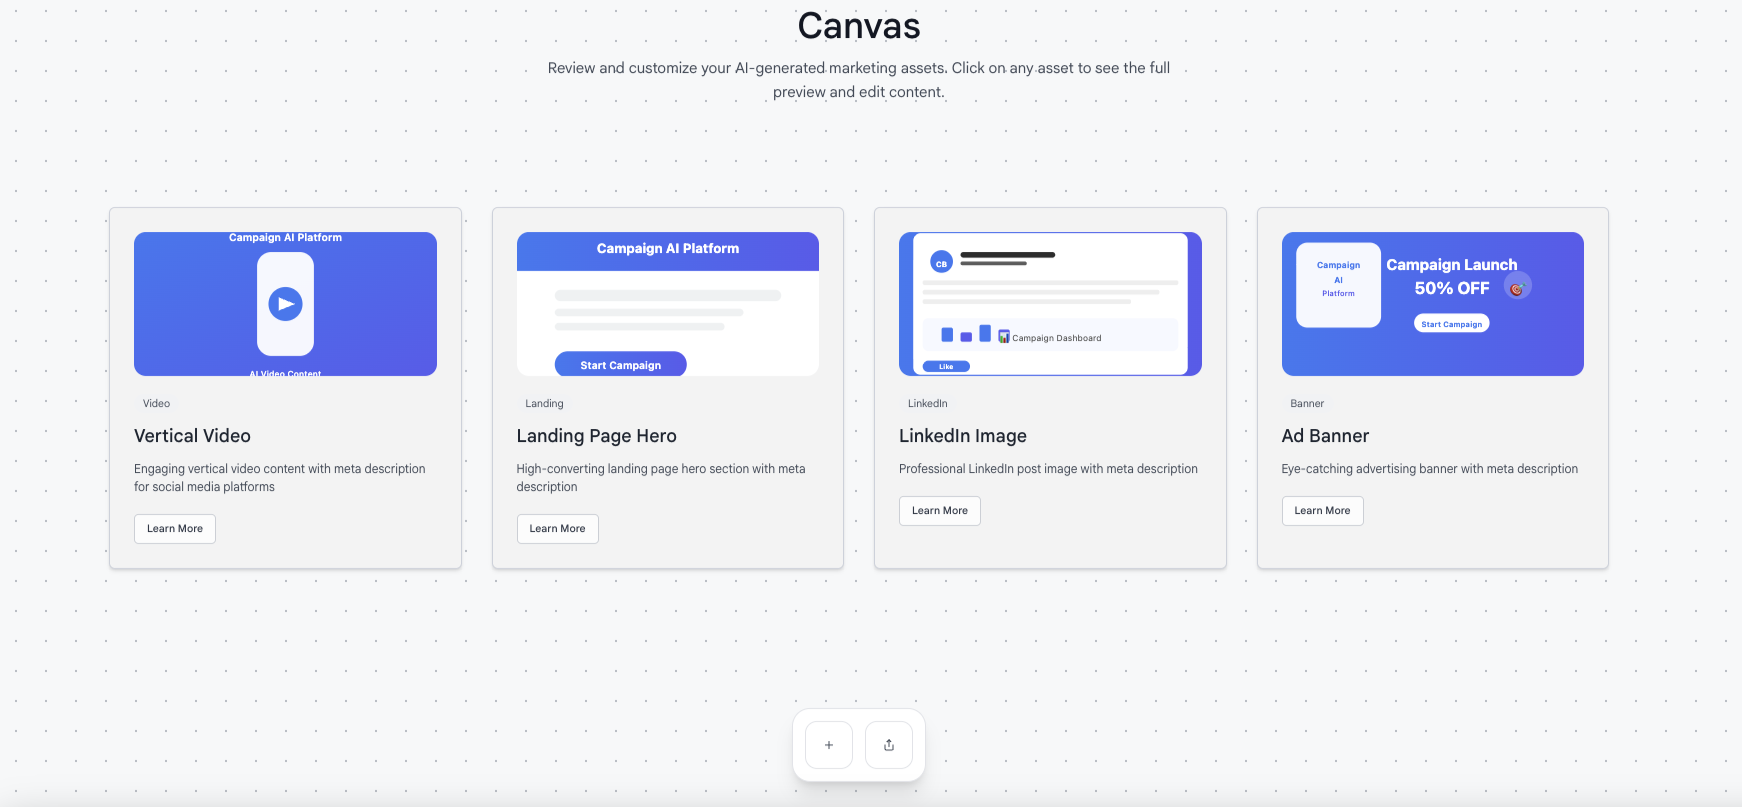 Canvas
Review and customize your AI-generated marketing assets. Click on any asset to see the full
preview and edit content.
Campaign AI Platform
AI Video Content
Video
Vertical Video
Engaging vertical video content with meta description
for social media platforms
Learn More
Campaign AI Platform
Start Campaign
Landing
Landing Page Hero
High-converting landing page hero section with meta
description
Learn More
CB
Campaign Dashboard
Like
LinkedIn
LinkedIn Image
Professional LinkedIn post image with meta description
Learn More
Campaign
AI
Platform
Campaign Launch
50% OFF
Start Campaign
Banner
Ad Banner
Eye-catching advertising banner with meta description
Learn More